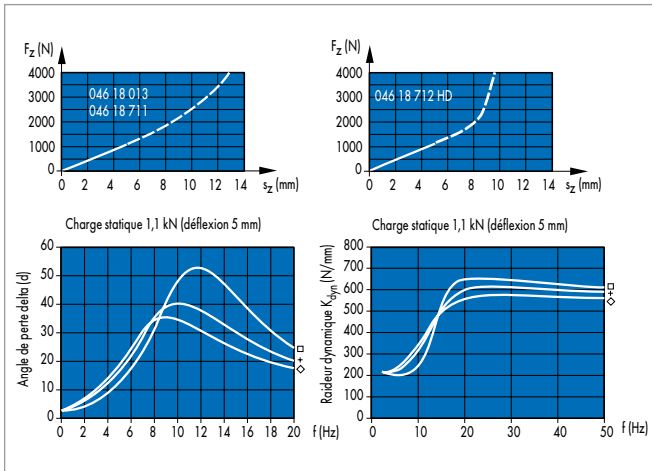 F_z (N)
4000
3000
2000
1000
0
046 18 013
046 18 711
0 2 4 6 8 10 12 14
s_z (mm)
F_z (N)
4000
3000
2000
1000
0
046 18 712 HD
0 2 4 6 8 10 12 14
s_z (mm)
Charge statique 1,1 kN (déflexion 5 mm)
Angle de perte delta (d)
60
50
40
30
20
10
0
□
+
◇
0 2 4 6 8 10 12 14 16 18 20
f (Hz)
Charge statique 1,1 kN (déflexion 5 mm)
Raideur dynamique K_dyn (N/mm)
800
700
600
500
400
300
200
100
0
□
+
◇
0 10 20 30 40 50
f (Hz)